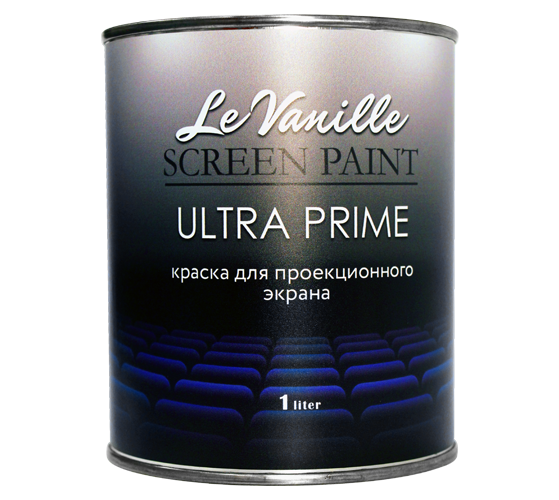 Le Vanille
SCREEN PAINT
ULTRA PRIME
краска для проекционного
экрана
1 liter